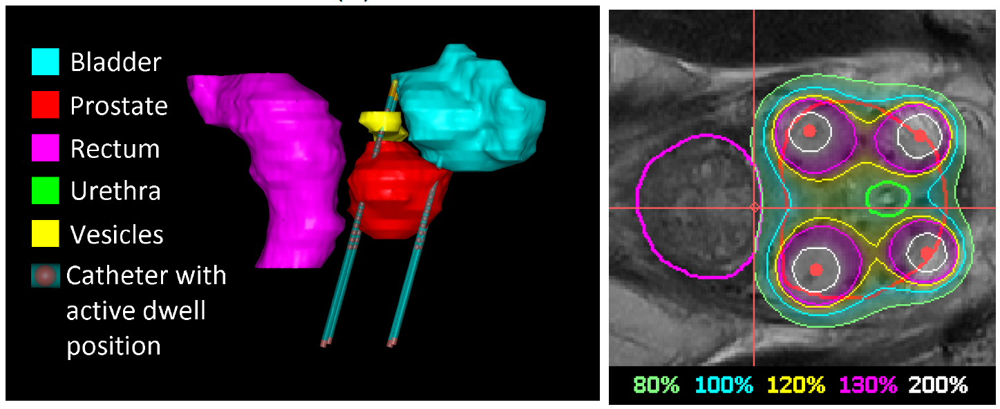 Bladder
Prostate
Rectum
Urethra
Vesicles
Catheter with
active dwell
position
80% 100% 120% 130% 200%